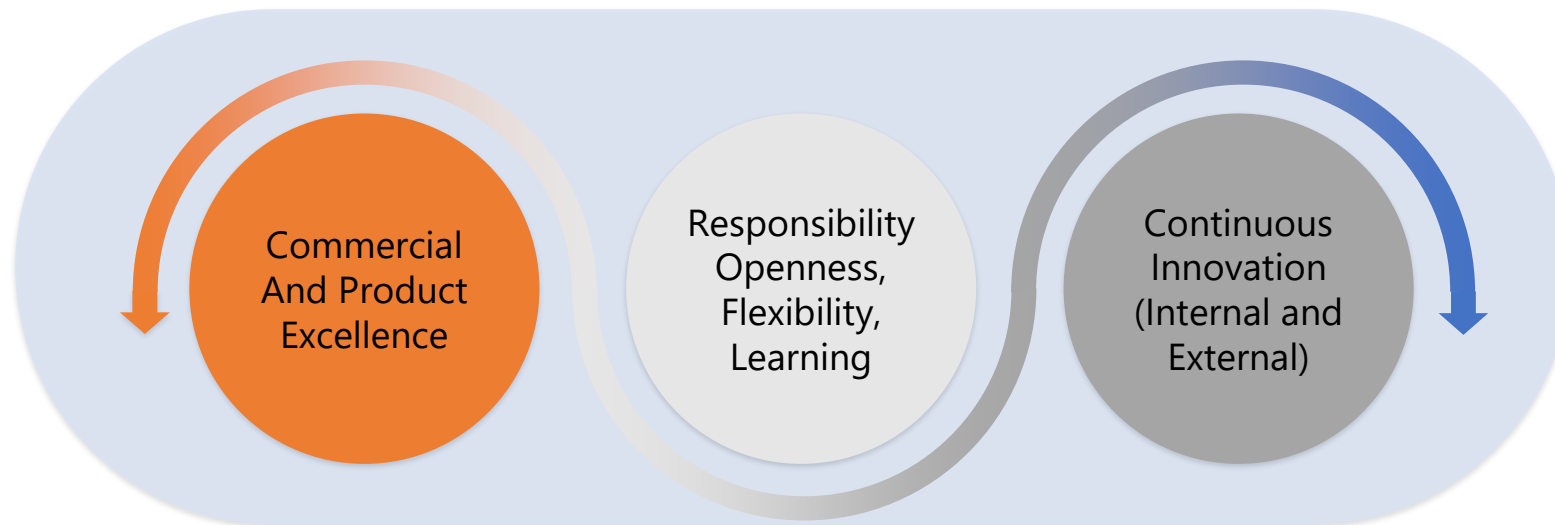 Commercial
And Product
Excellence
Responsibility
Openness,
Flexibility,
Learning
Continuous
Innovation
(Internal and
External)